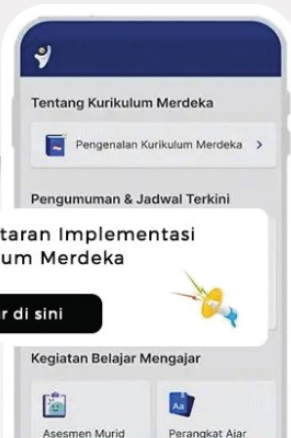 Tentang Kurikulum Merdeka
Pengenalan Kurikulum Merdeka
Pengumuman & Jadwal Terkini
taran Implementasi
um Merdeka
r di sini
Kegiatan Belajar Mengajar
Aa
Asesmen Murid
Perangkat Ajar